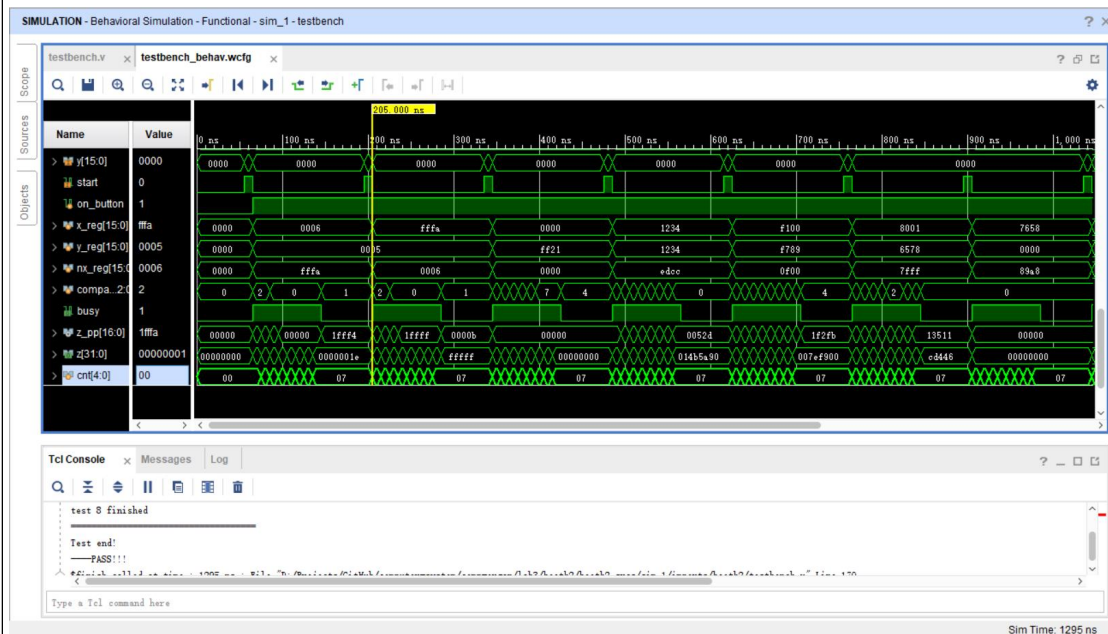 SIMULATION - Behavioral Simulation - Functional - sim_1 - testbench
testbench.v
testbench_behav.wcfg
Scope
Sources
Objects
205.000 ns
Name Value
0 ns 100 ns 200 ns 300 ns 400 ns 500 ns 600 ns 700 ns 800 ns 900 ns 1,000 ns
y[15:0] 0000 0000 0000 0000 0000 0000 0000 0000 0000
start 0
on_button 1
x_reg[15:0] fffa 0000 0006 fffa 0000 1234 f100 8001 7658
y_reg[15:0] 0005 0000 0005 ff21 1234 f789 6578 0000
nx_reg[15:0 0006 0000 fffa 0006 0000 edcc 0f00 7fff 89a8
compa...2:0 2 0 2 0 1 2 0 1 7 4 0 4 2 0
busy 1
z_pp[16:0] 1fffa 00000 00000 1fff4 1ffff 0000b 00000 0052d 1f2fb 13511 00000
z[31:0] 00000001 00000000 0000001e fffff 00000000 014b5a90 007ef900 cd446 00000000
cnt[4:0] 00 00 07 07 07 07 07 07 07
Tcl Console Messages Log
test 8 finished
Test end!
----PASS!!!
Type a Tcl command here
Sim Time: 1295 ns